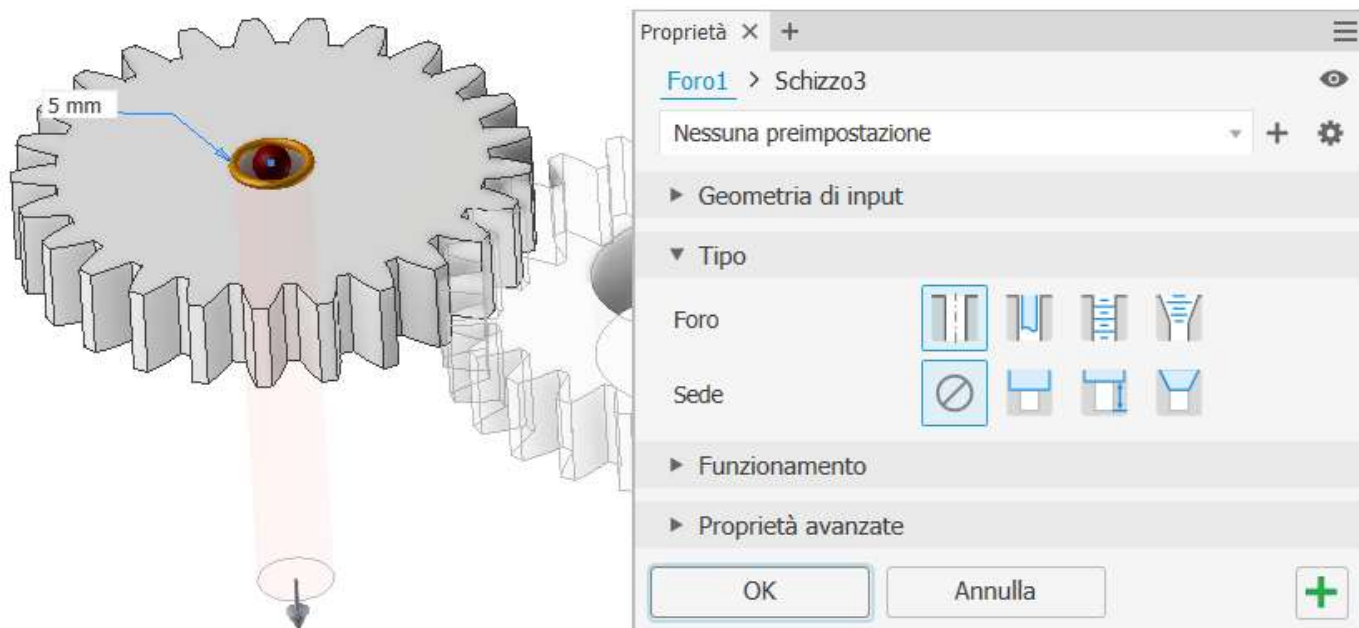 Proprietà
5 mm
Foro1 > Schizzo3
Nessuna preimpostazione
Geometria di input
Tipo
Foro
Sede
Funzionamento
Proprietà avanzate
OK
Annulla